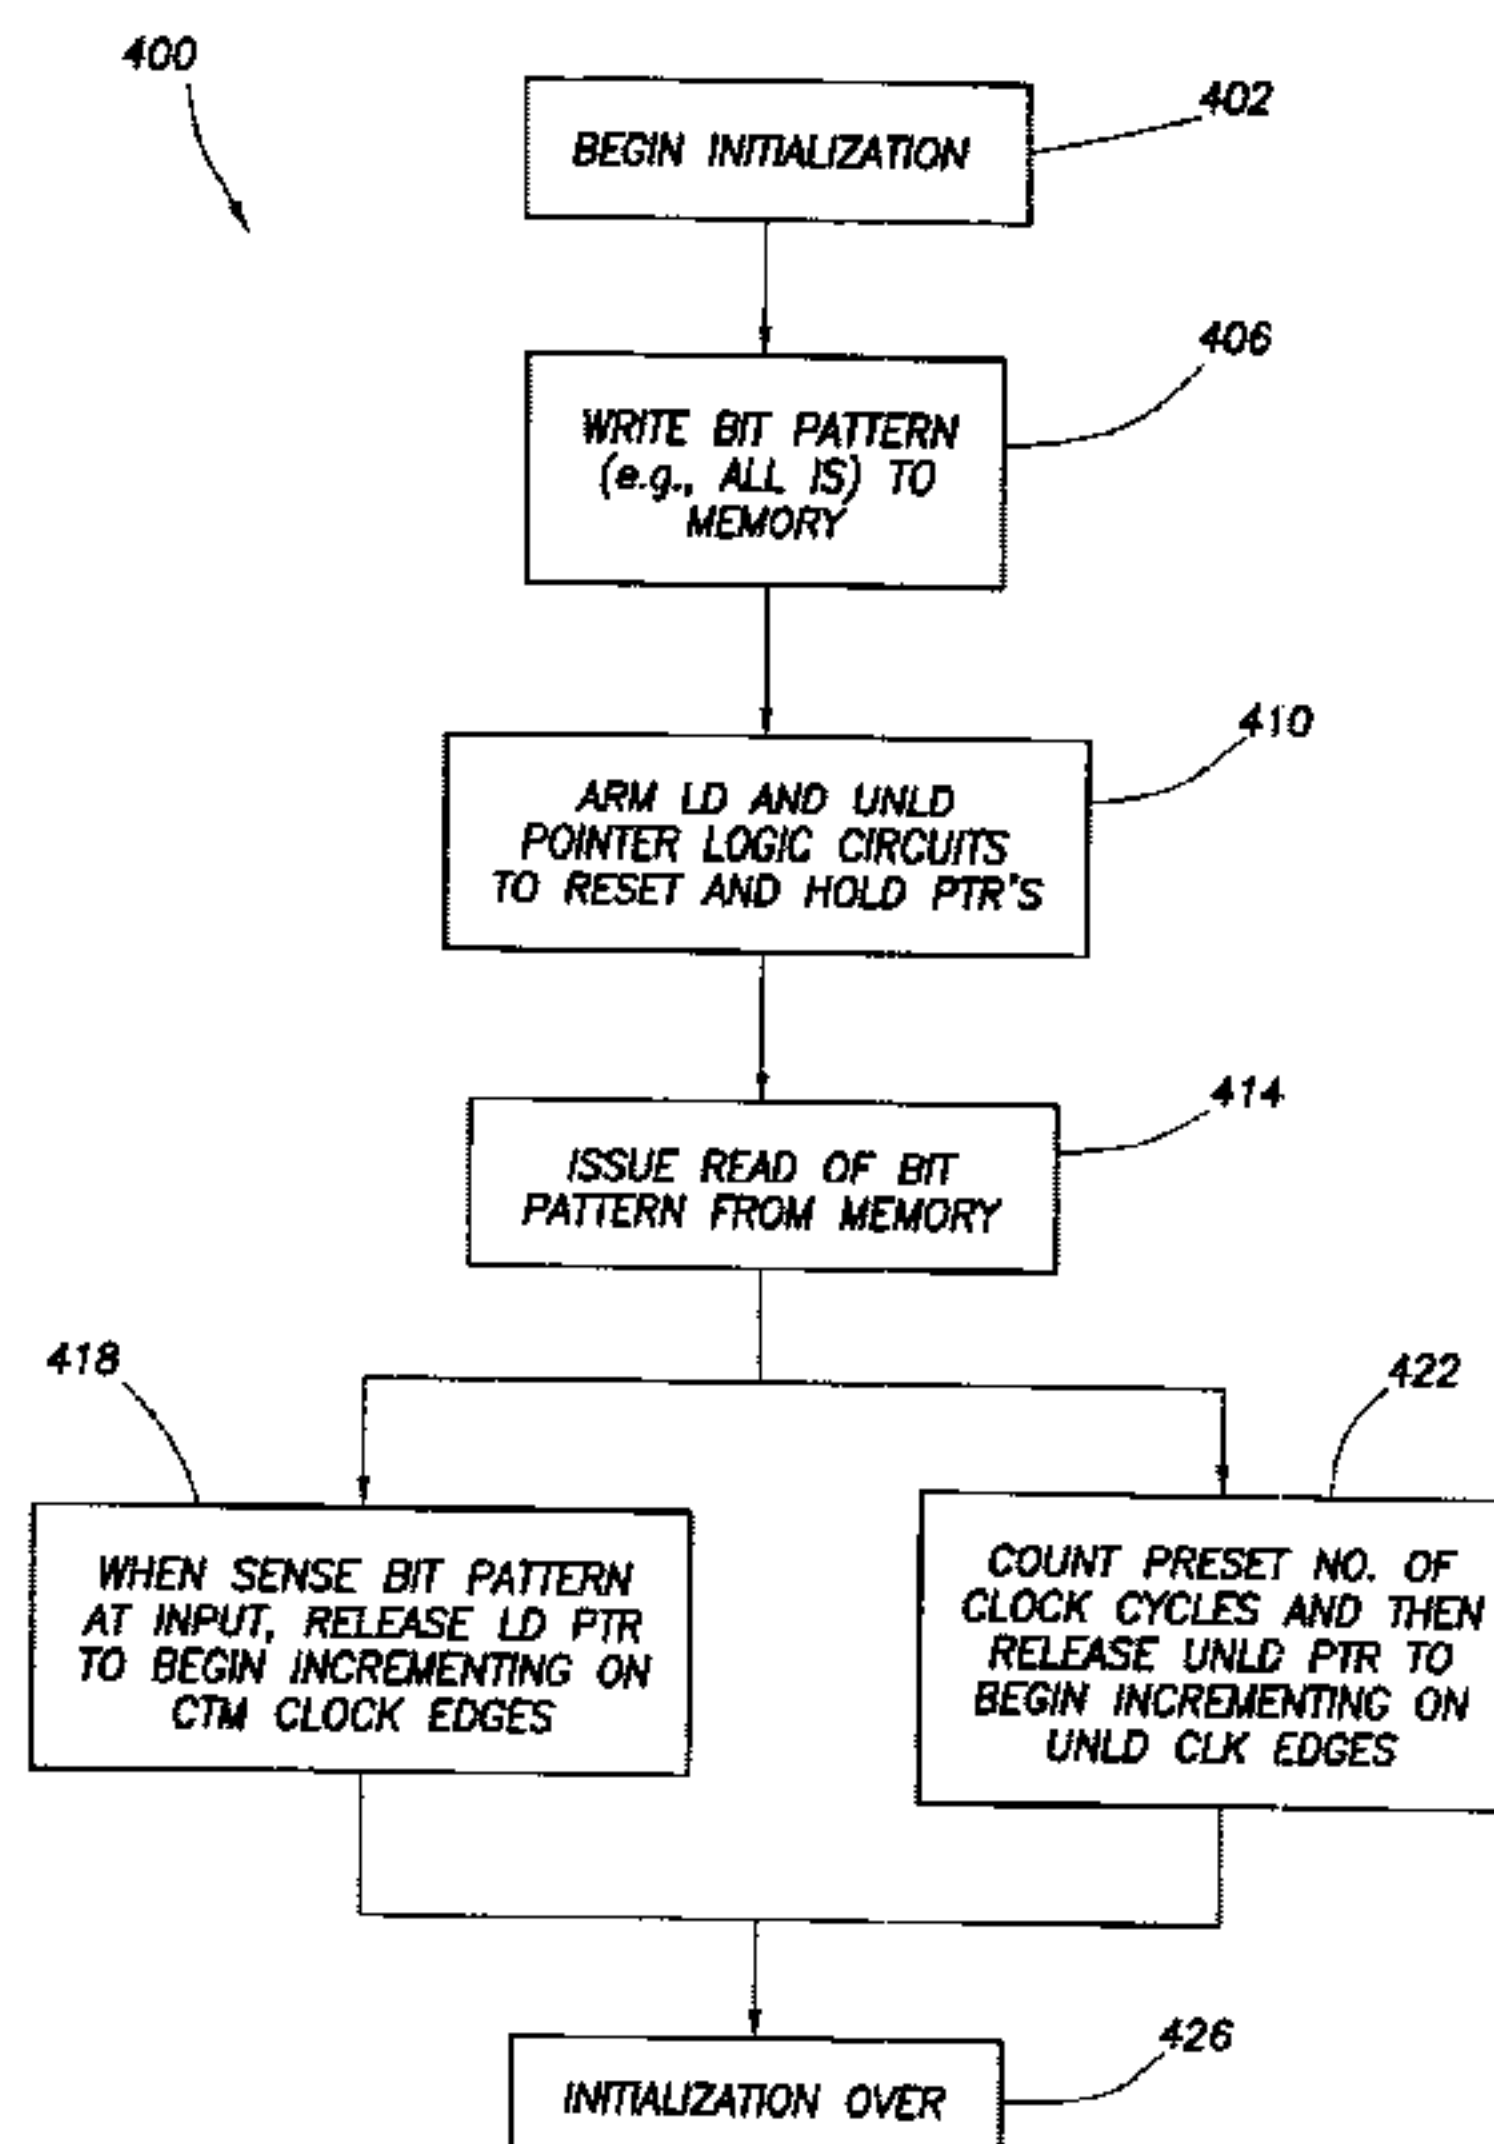 400
BEGIN INITIALIZATION
402
WRITE BIT PATTERN
(e.g., ALL IS) TO
MEMORY
406
ARM LD AND UNLD
POINTER LOGIC CIRCUITS
TO RESET AND HOLD PTR'S
410
ISSUE READ OF BIT
PATTERN FROM MEMORY
414
418
WHEN SENSE BIT PATTERN
AT INPUT, RELEASE LD PTR
TO BEGIN INCREMENTING ON
CTM CLOCK EDGES
422
COUNT PRESET NO. OF
CLOCK CYCLES AND THEN
RELEASE UNLD PTR TO
BEGIN INCREMENTING ON
UNLD CLK EDGES
INITIALIZATION OVER
426